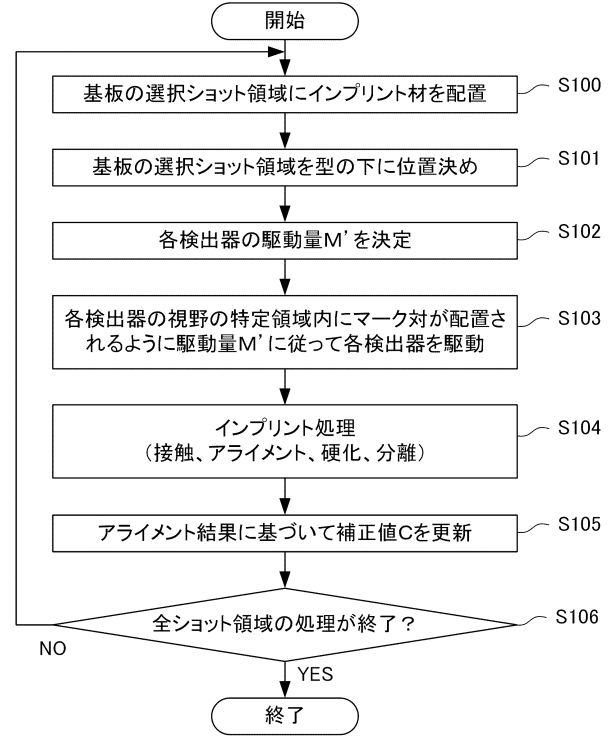 開始
基板の選択ショット領域にインプリント材を配置
S100
基板の選択ショット領域を型の下に位置決め
S101
各検出器の駆動量M’を決定
S102
各検出器の視野の特定領域内にマーク対が配置さ
れるように駆動量M’に従って各検出器を駆動
S103
インプリント処理
(接触、アライメント、硬化、分離)
S104
アライメント結果に基づいて補正値Cを更新
S105
全ショット領域の処理が終了?
S106
NO
YES
終了